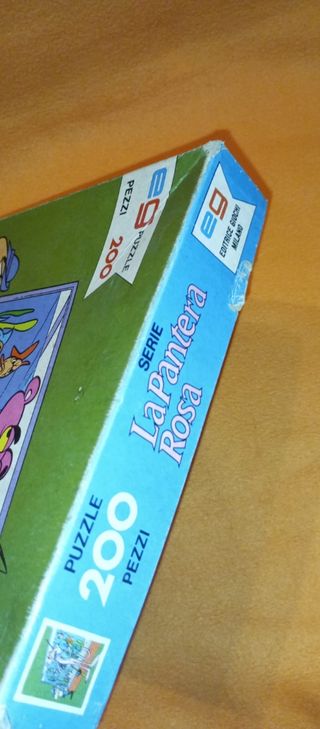 eg PUZZLE
200
PEZZI
eg
EDITRICE GIOCHI
MILANO
SERIE
La Pantera
Rosa
PUZZLE
200
PEZZI